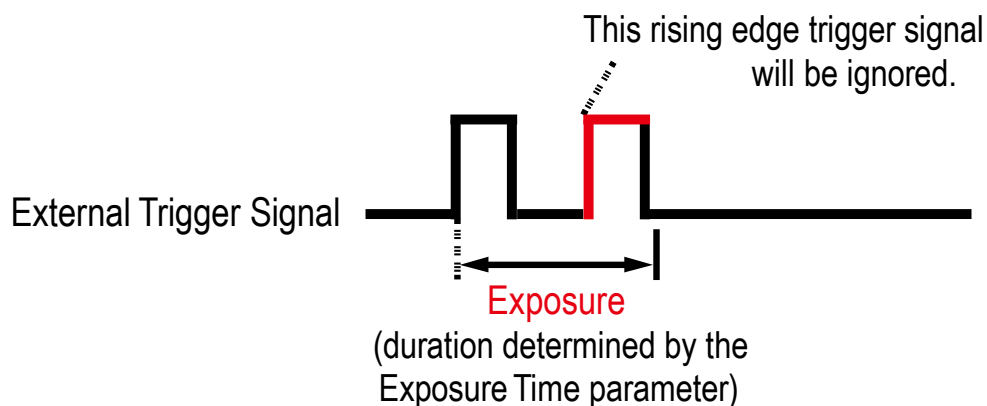 This rising edge trigger signal
will be ignored.
External Trigger Signal
Exposure
(duration determined by the
Exposure Time parameter)